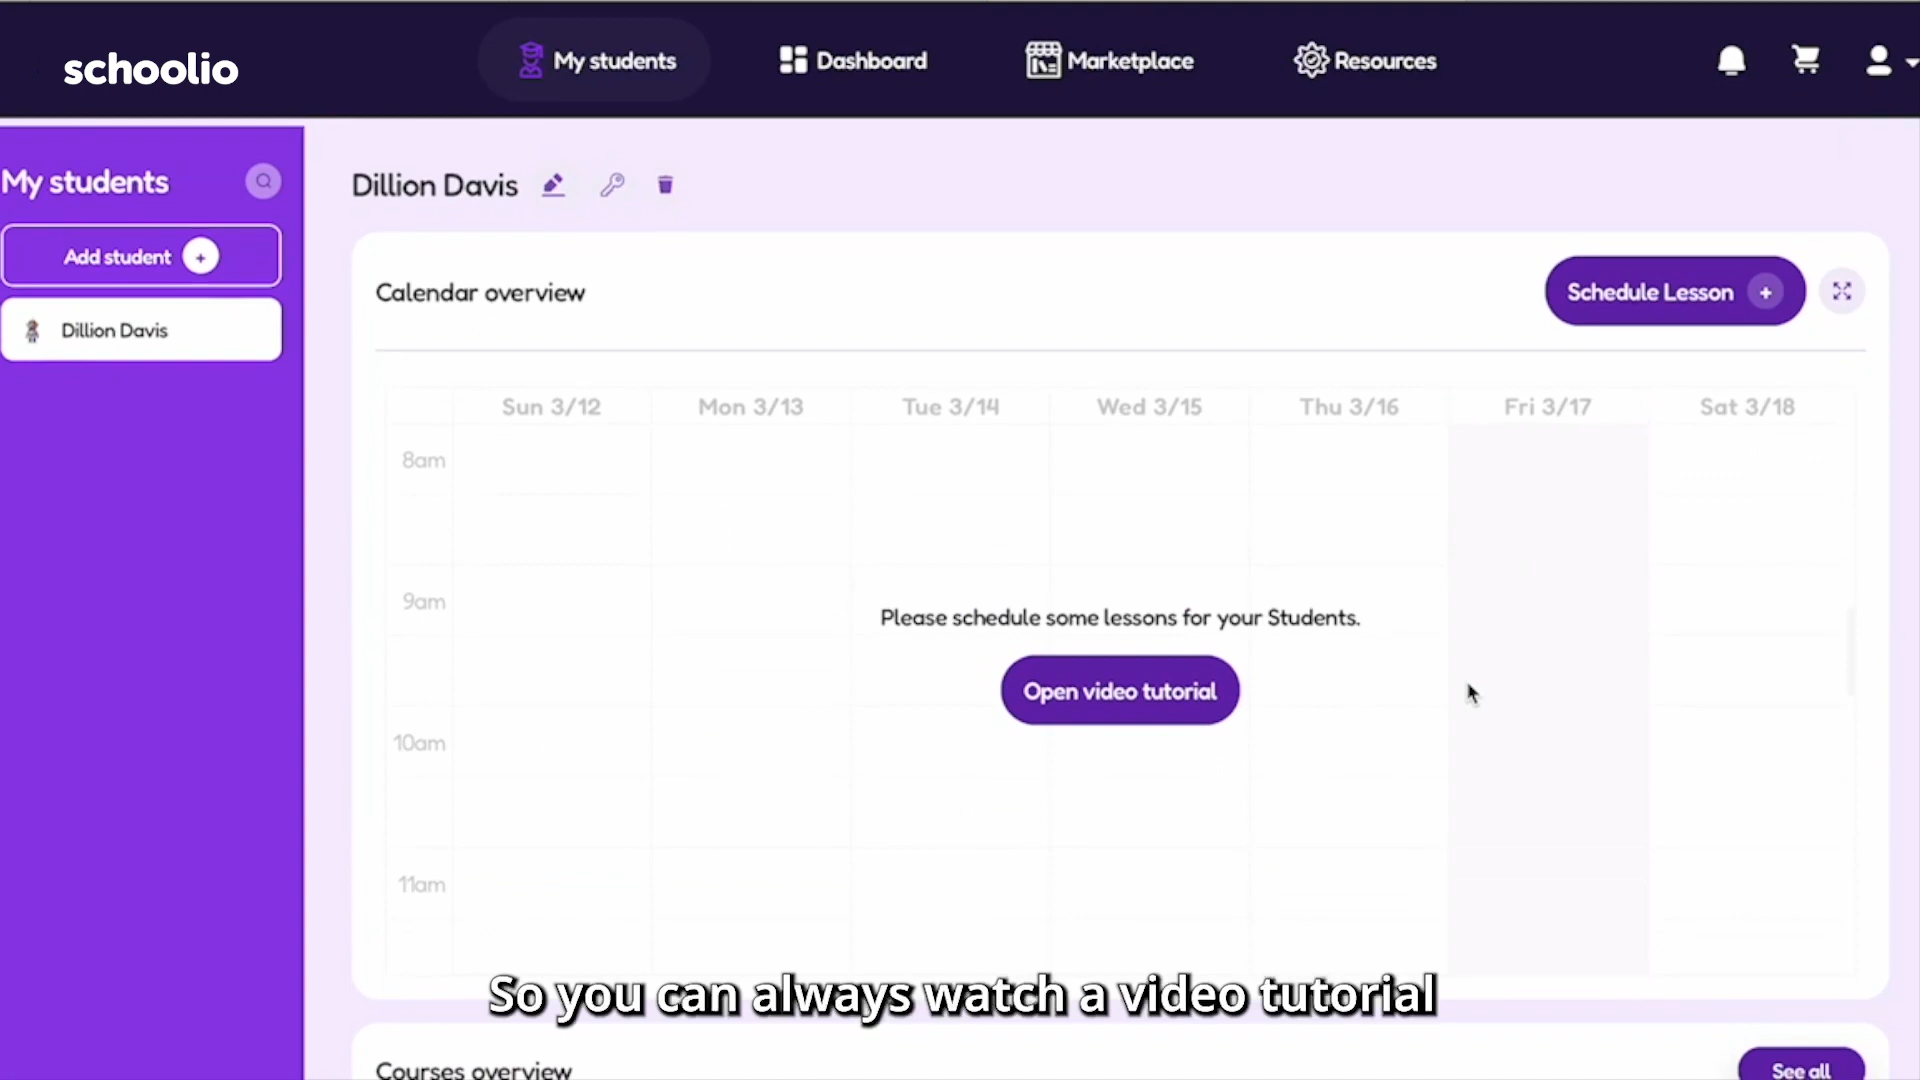 schoolio
My students
Dashboard
Marketplace
Resources
My students
Add student +
Dillion Davis
Dillion Davis
Calendar overview
Schedule Lesson +
Sun 3/12
Mon 3/13
Tue 3/14
Wed 3/15
Thu 3/16
Fri 3/17
Sat 3/18
8am
9am
Please schedule some lessons for your Students.
Open video tutorial
10am
11am
So you can always watch a video tutorial
Courses overview
See all